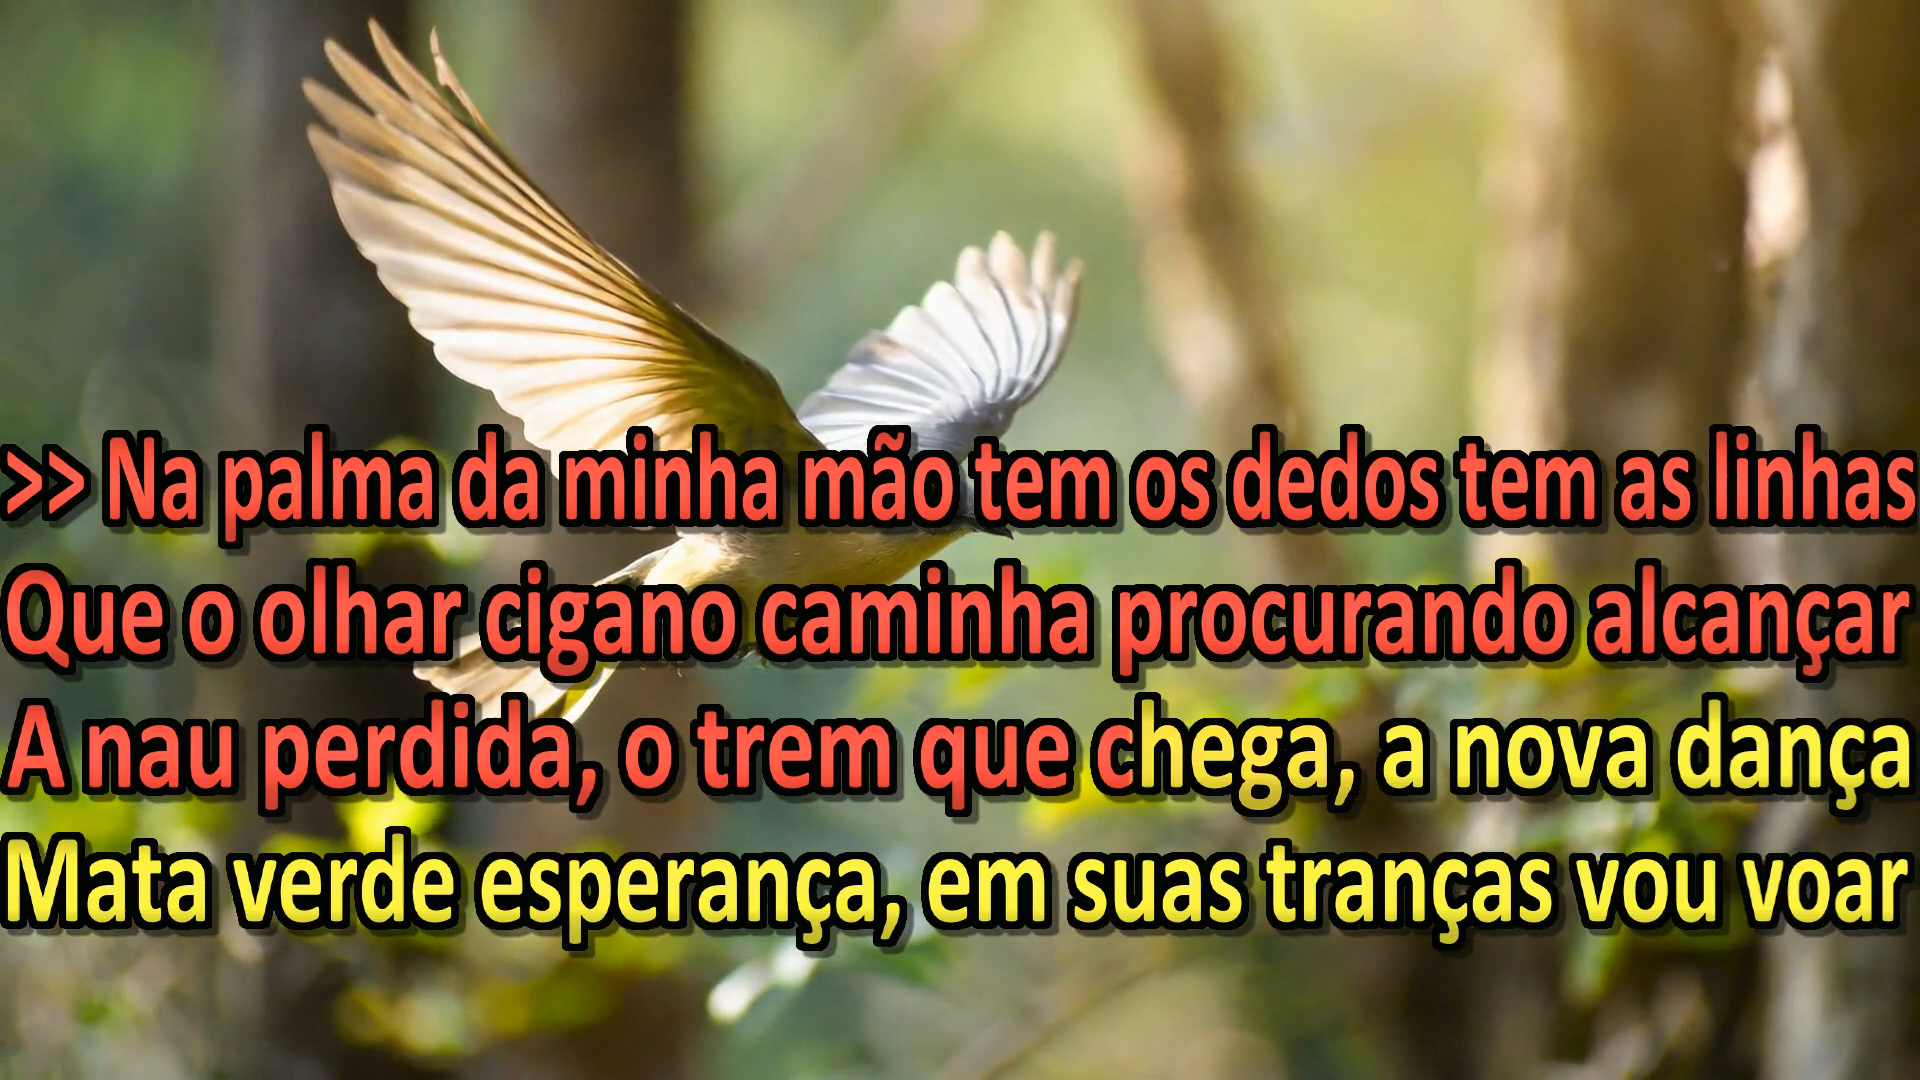 >> Na palma da minha mão tem os dedos tem as linhas
Que o olhar cigano caminha procurando alcançar
A nau perdida, o trem que chega, a nova dança
Mata verde esperança, em suas tranças vou voar